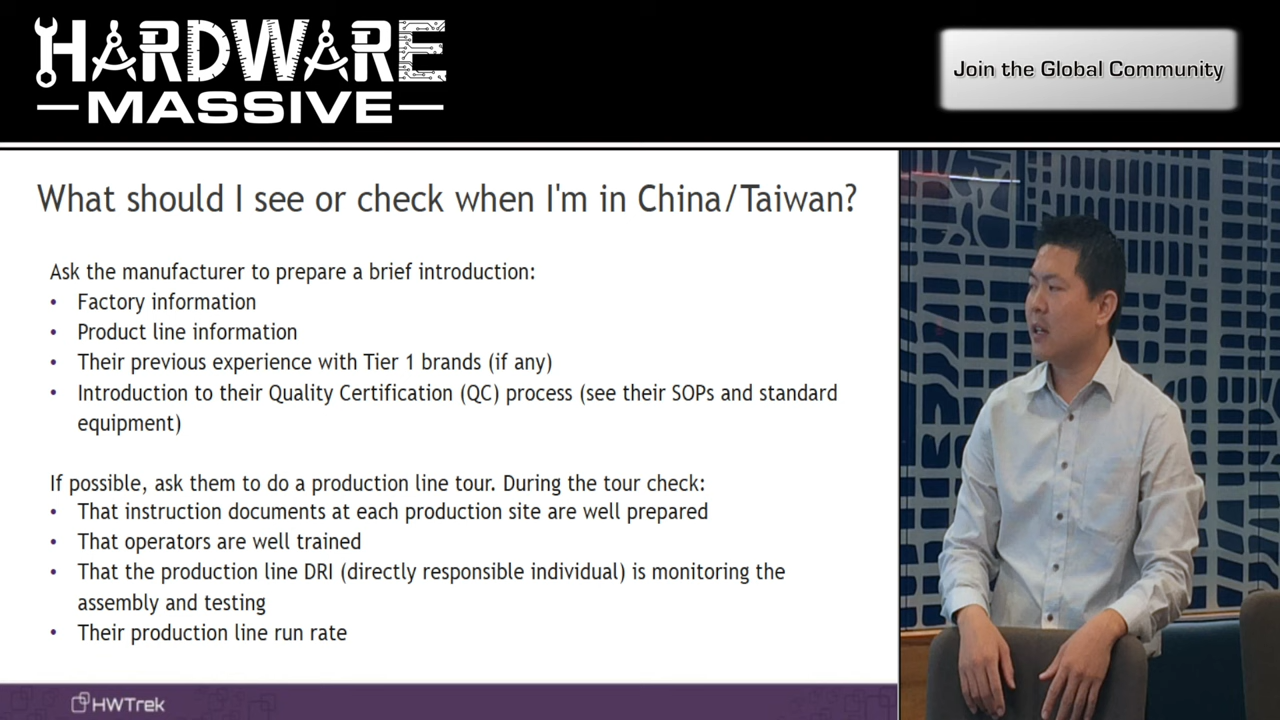 HARDWARE
MASSIVE
Join the Global Community
What should I see or check when I'm in China/Taiwan?
Ask the manufacturer to prepare a brief introduction:
• Factory information
• Product line information
• Their previous experience with Tier 1 brands (if any)
• Introduction to their Quality Certification (QC) process (see their SOPs and standard
equipment)
If possible, ask them to do a production line tour. During the tour check:
• That instruction documents at each production site are well prepared
• That operators are well trained
• That the production line DRI (directly responsible individual) is monitoring the
assembly and testing
• Their production line run rate
HWTrek